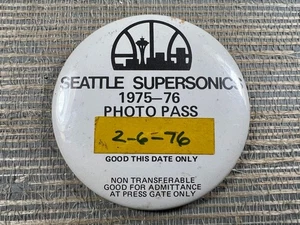 SEATTLE SUPERSONICS
1975-76
PHOTO PASS
2-6-76
GOOD THIS DATE ONLY
NON TRANSFERABLE
GOOD FOR ADMITTANCE
AT PRESS GATE ONLY